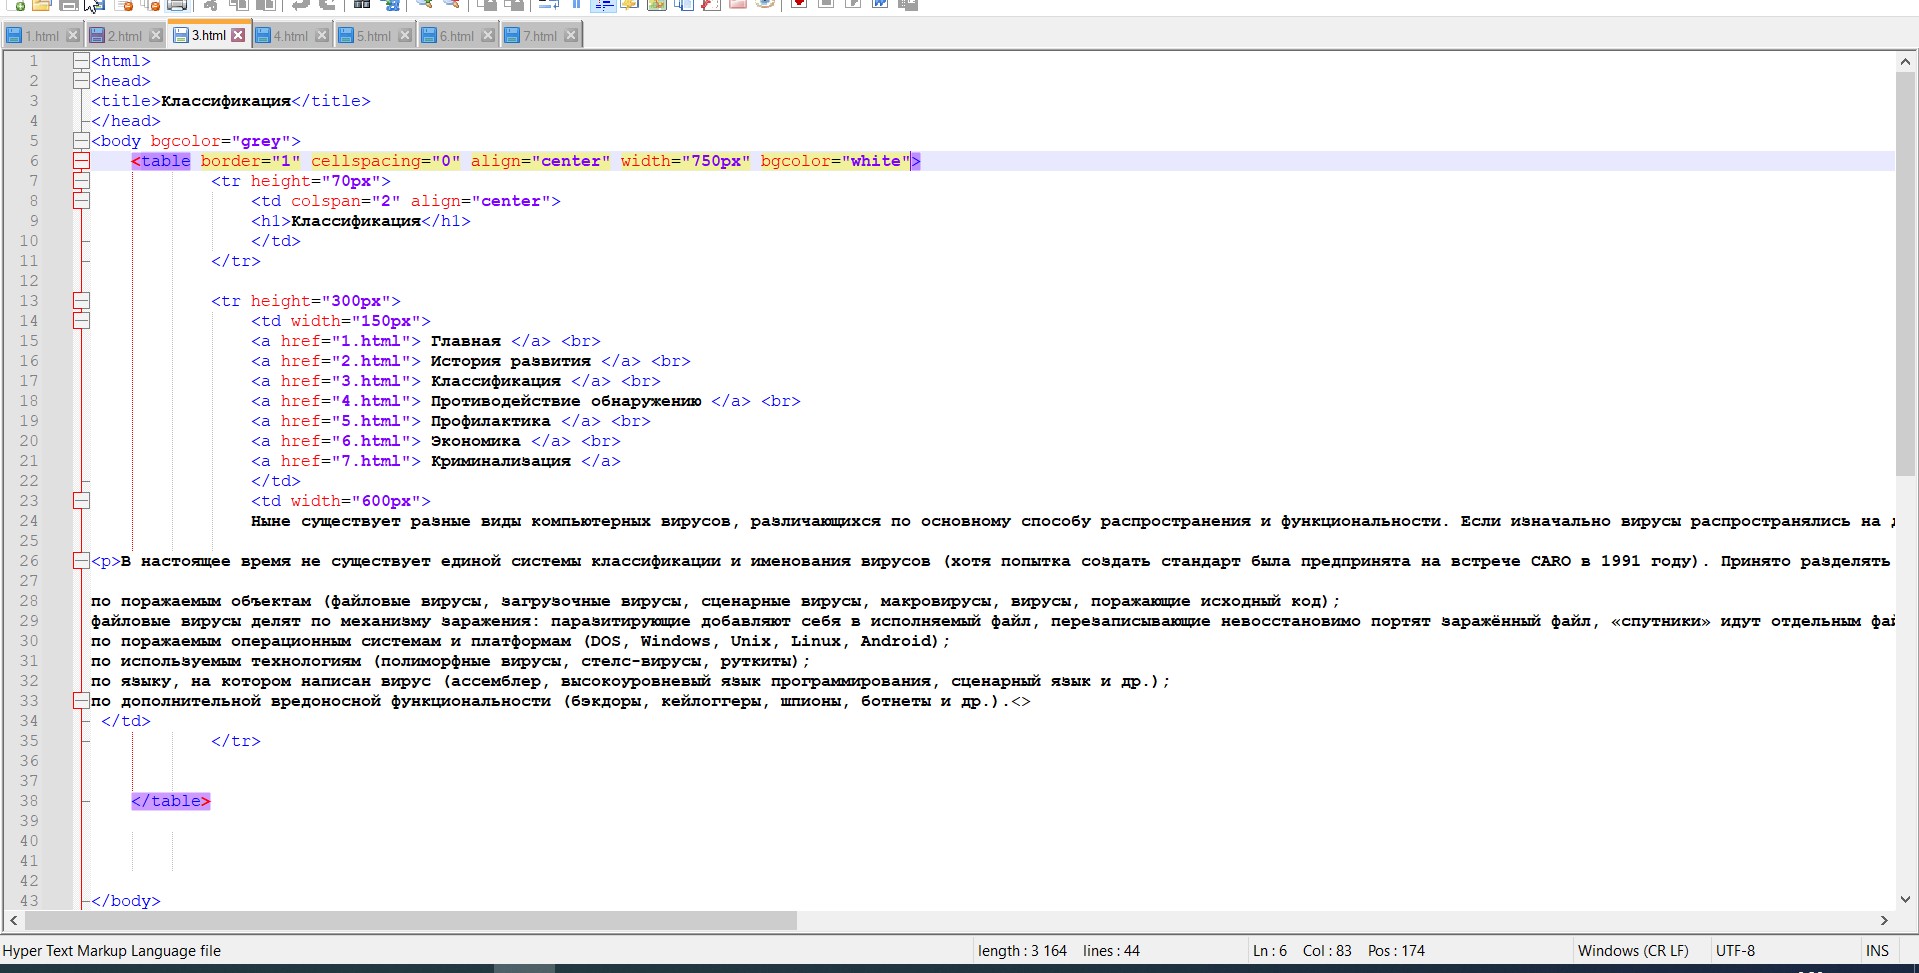 1.html 2.html 3.html 4.html 5.html 6.html 7.html
1 <html>
2 <head>
3 <title>Классификация</title>
4 </head>
5 <body bgcolor="grey">
6 <table border="1" cellspacing="0" align="center" width="750px" bgcolor="white">
7 <tr height="70px">
8 <td colspan="2" align="center">
9 <h1>Классификация</h1>
10 </td>
11 </tr>
12
13 <tr height="300px">
14 <td width="150px">
15 <a href="1.html"> Главная </a> <br>
16 <a href="2.html"> История развития </a> <br>
17 <a href="3.html"> Классификация </a> <br>
18 <a href="4.html"> Противодействие обнаружению </a> <br>
19 <a href="5.html"> Профилактика </a> <br>
20 <a href="6.html"> Экономика </a> <br>
21 <a href="7.html"> Криминализация </a>
22 </td>
23 <td width="600px">
24 Ныне существует разные виды компьютерных вирусов, различающихся по основному способу распространения и функциональности. Если изначально вирусы распространялись на
25
26 <p>В настоящее время не существует единой системы классификации и именования вирусов (хотя попытка создать стандарт была предпринята на встрече CARO в 1991 году). Принято разделять
27
28 по поражаемым объектам (файловые вирусы, загрузочные вирусы, сценарные вирусы, макровирусы, вирусы, поражающие исходный код);
29 файловые вирусы делят по механизму заражения: паразитирующие добавляют себя в исполняемый файл, перезаписывающие невосстановимо портят заражённый файл, «спутники» идут отдельным фай
30 по поражаемым операционным системам и платформам (DOS, Windows, Unix, Linux, Android);
31 по используемым технологиям (полиморфные вирусы, стелс-вирусы, руткиты);
32 по языку, на котором написан вирус (ассемблер, высокоуровневый язык программирования, сценарный язык и др.);
33 по дополнительной вредоносной функциональности (бэкдоры, кейлоггеры, шпионы, ботнеты и др.).<>
34 </td>
35 </tr>
36
37
38 </table>
39
40
41
42
43 </body>
Hyper Text Markup Language file length : 3 164 lines : 44 Ln : 6 Col : 83 Pos : 174 Windows (CR LF) UTF-8 INS